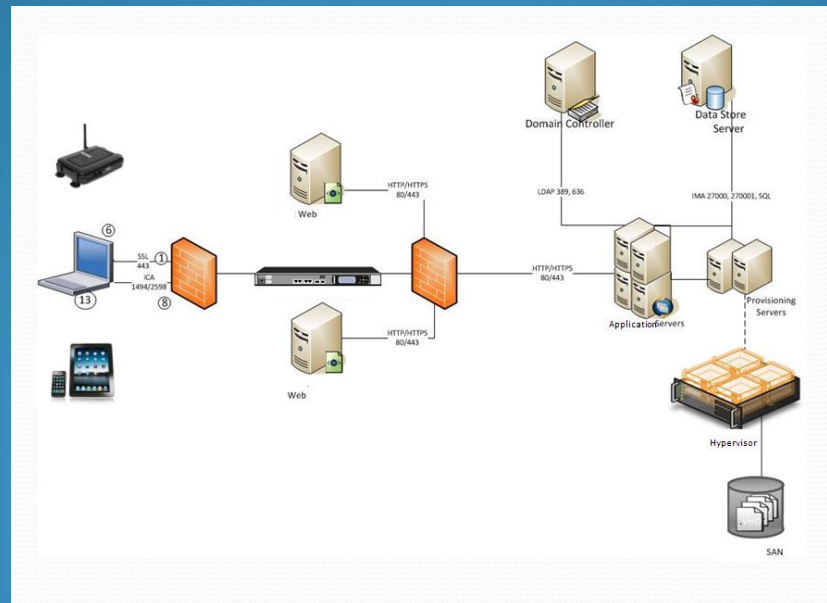 Domain Controller
Data Store
Server
HTTP/HTTPS
80/443
LDAP 389, 636
IMA 27000, 270001, SQL
: Web
6
SSL
443
1
ICA
1494/2598
13
8
HTTP/HTTPS
80/443
Application Servers
Provisioning
Servers
HTTP/HTTPS
80/443
Web
Hypervisor
SAN